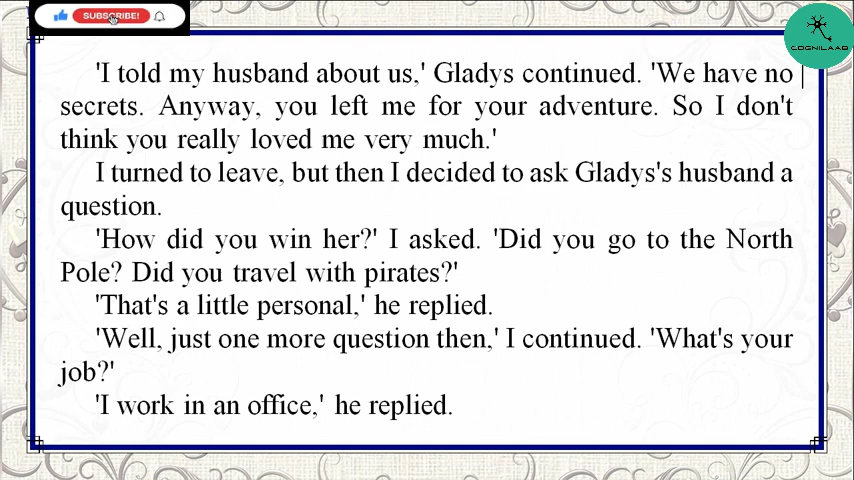 SUBSCRIBE!
COGNILAAB
'I told my husband about us,' Gladys continued. 'We have no
secrets. Anyway, you left me for your adventure. So I don't
think you really loved me very much.'
I turned to leave, but then I decided to ask Gladys's husband a
question.
'How did you win her?' I asked. 'Did you go to the North
Pole? Did you travel with pirates?'
'That's a little personal,' he replied.
'Well, just one more question then,' I continued. 'What's your
job?'
'I work in an office,' he replied.